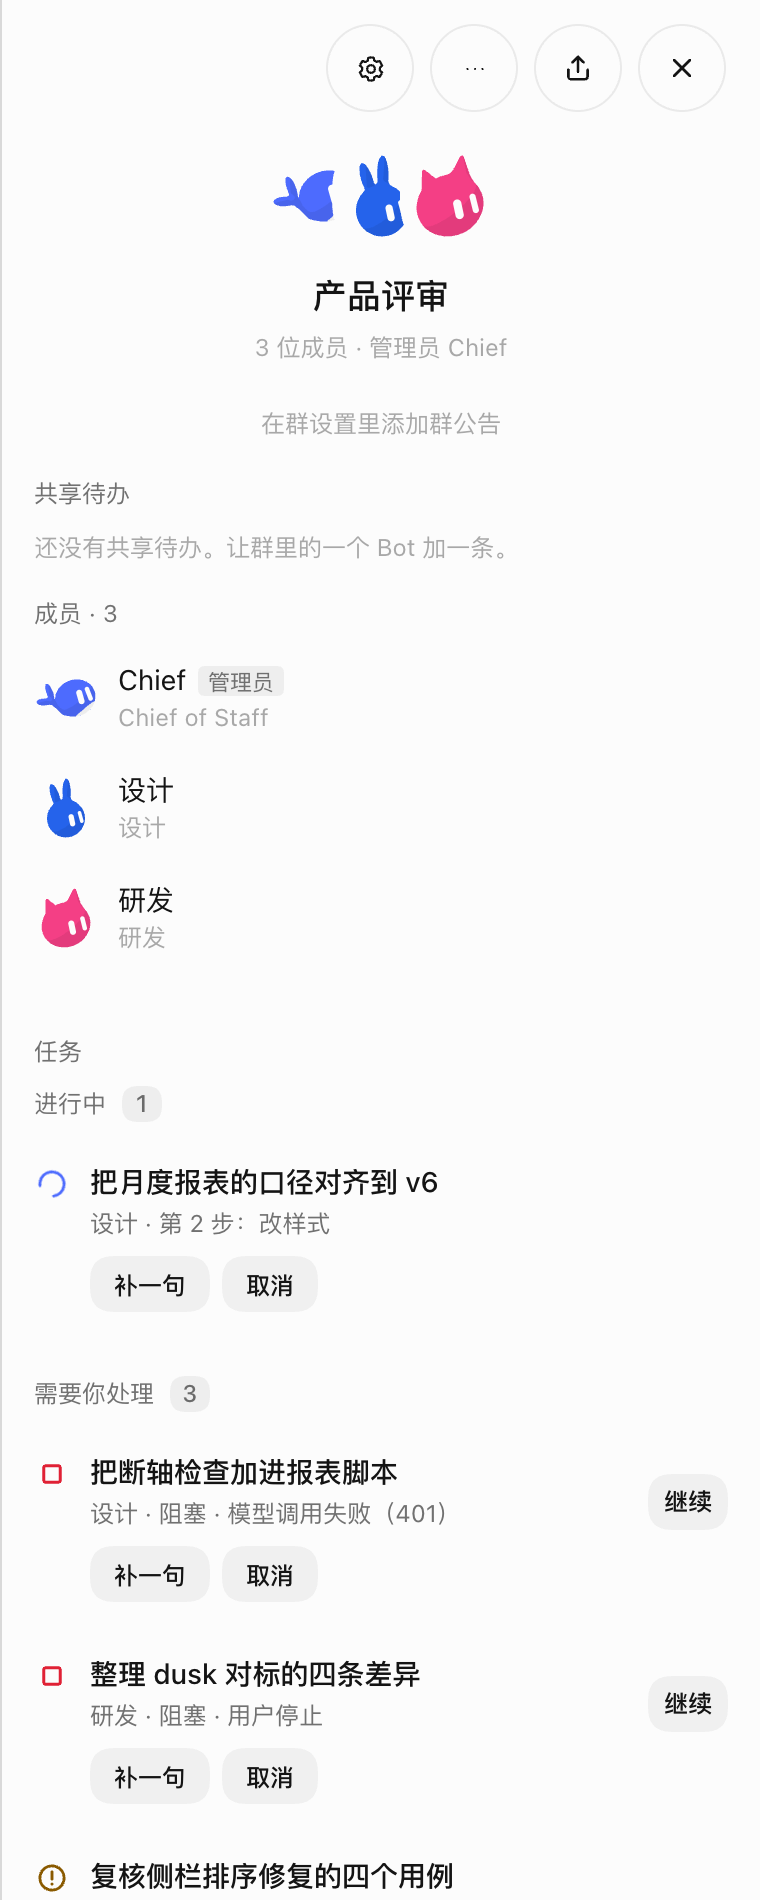 产品评审
3 位成员 · 管理员 Chief
在群设置里添加群公告
共享待办
还没有共享待办。让群里的一个 Bot 加一条。
成员 · 3
Chief 管理员
Chief of Staff
设计
设计
研发
研发
任务
进行中 1
把月度报表的口径对齐到 v6
设计 · 第 2 步：改样式
补一句 取消
需要你处理 3
把断轴检查加进报表脚本
设计 · 阻塞 · 模型调用失败（401）
继续
补一句 取消
整理 dusk 对标的四条差异
研发 · 阻塞 · 用户停止
继续
补一句 取消
复核侧栏排序修复的四个用例